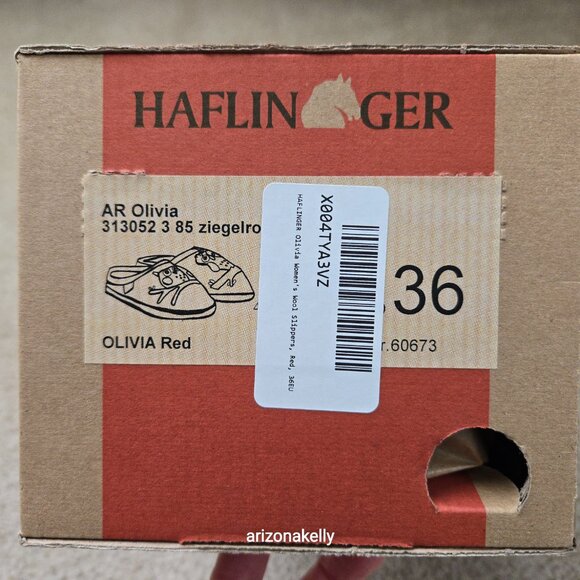 HAFLINGER
AR Olivia
313052 3 85 ziegelro
36
OLIVIA Red
r.60673
X004TYA3VZ
HAFLINGER Olivia Women's Wool Slippers, Red, 36EU
arizonakelly